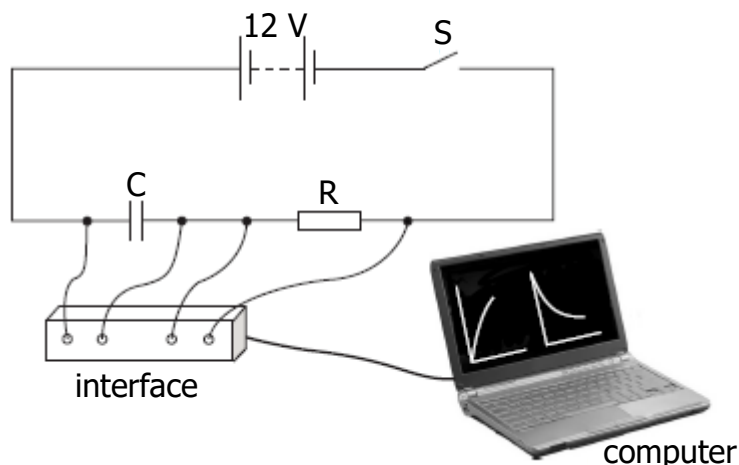 12 V
S
C
R
interface
computer